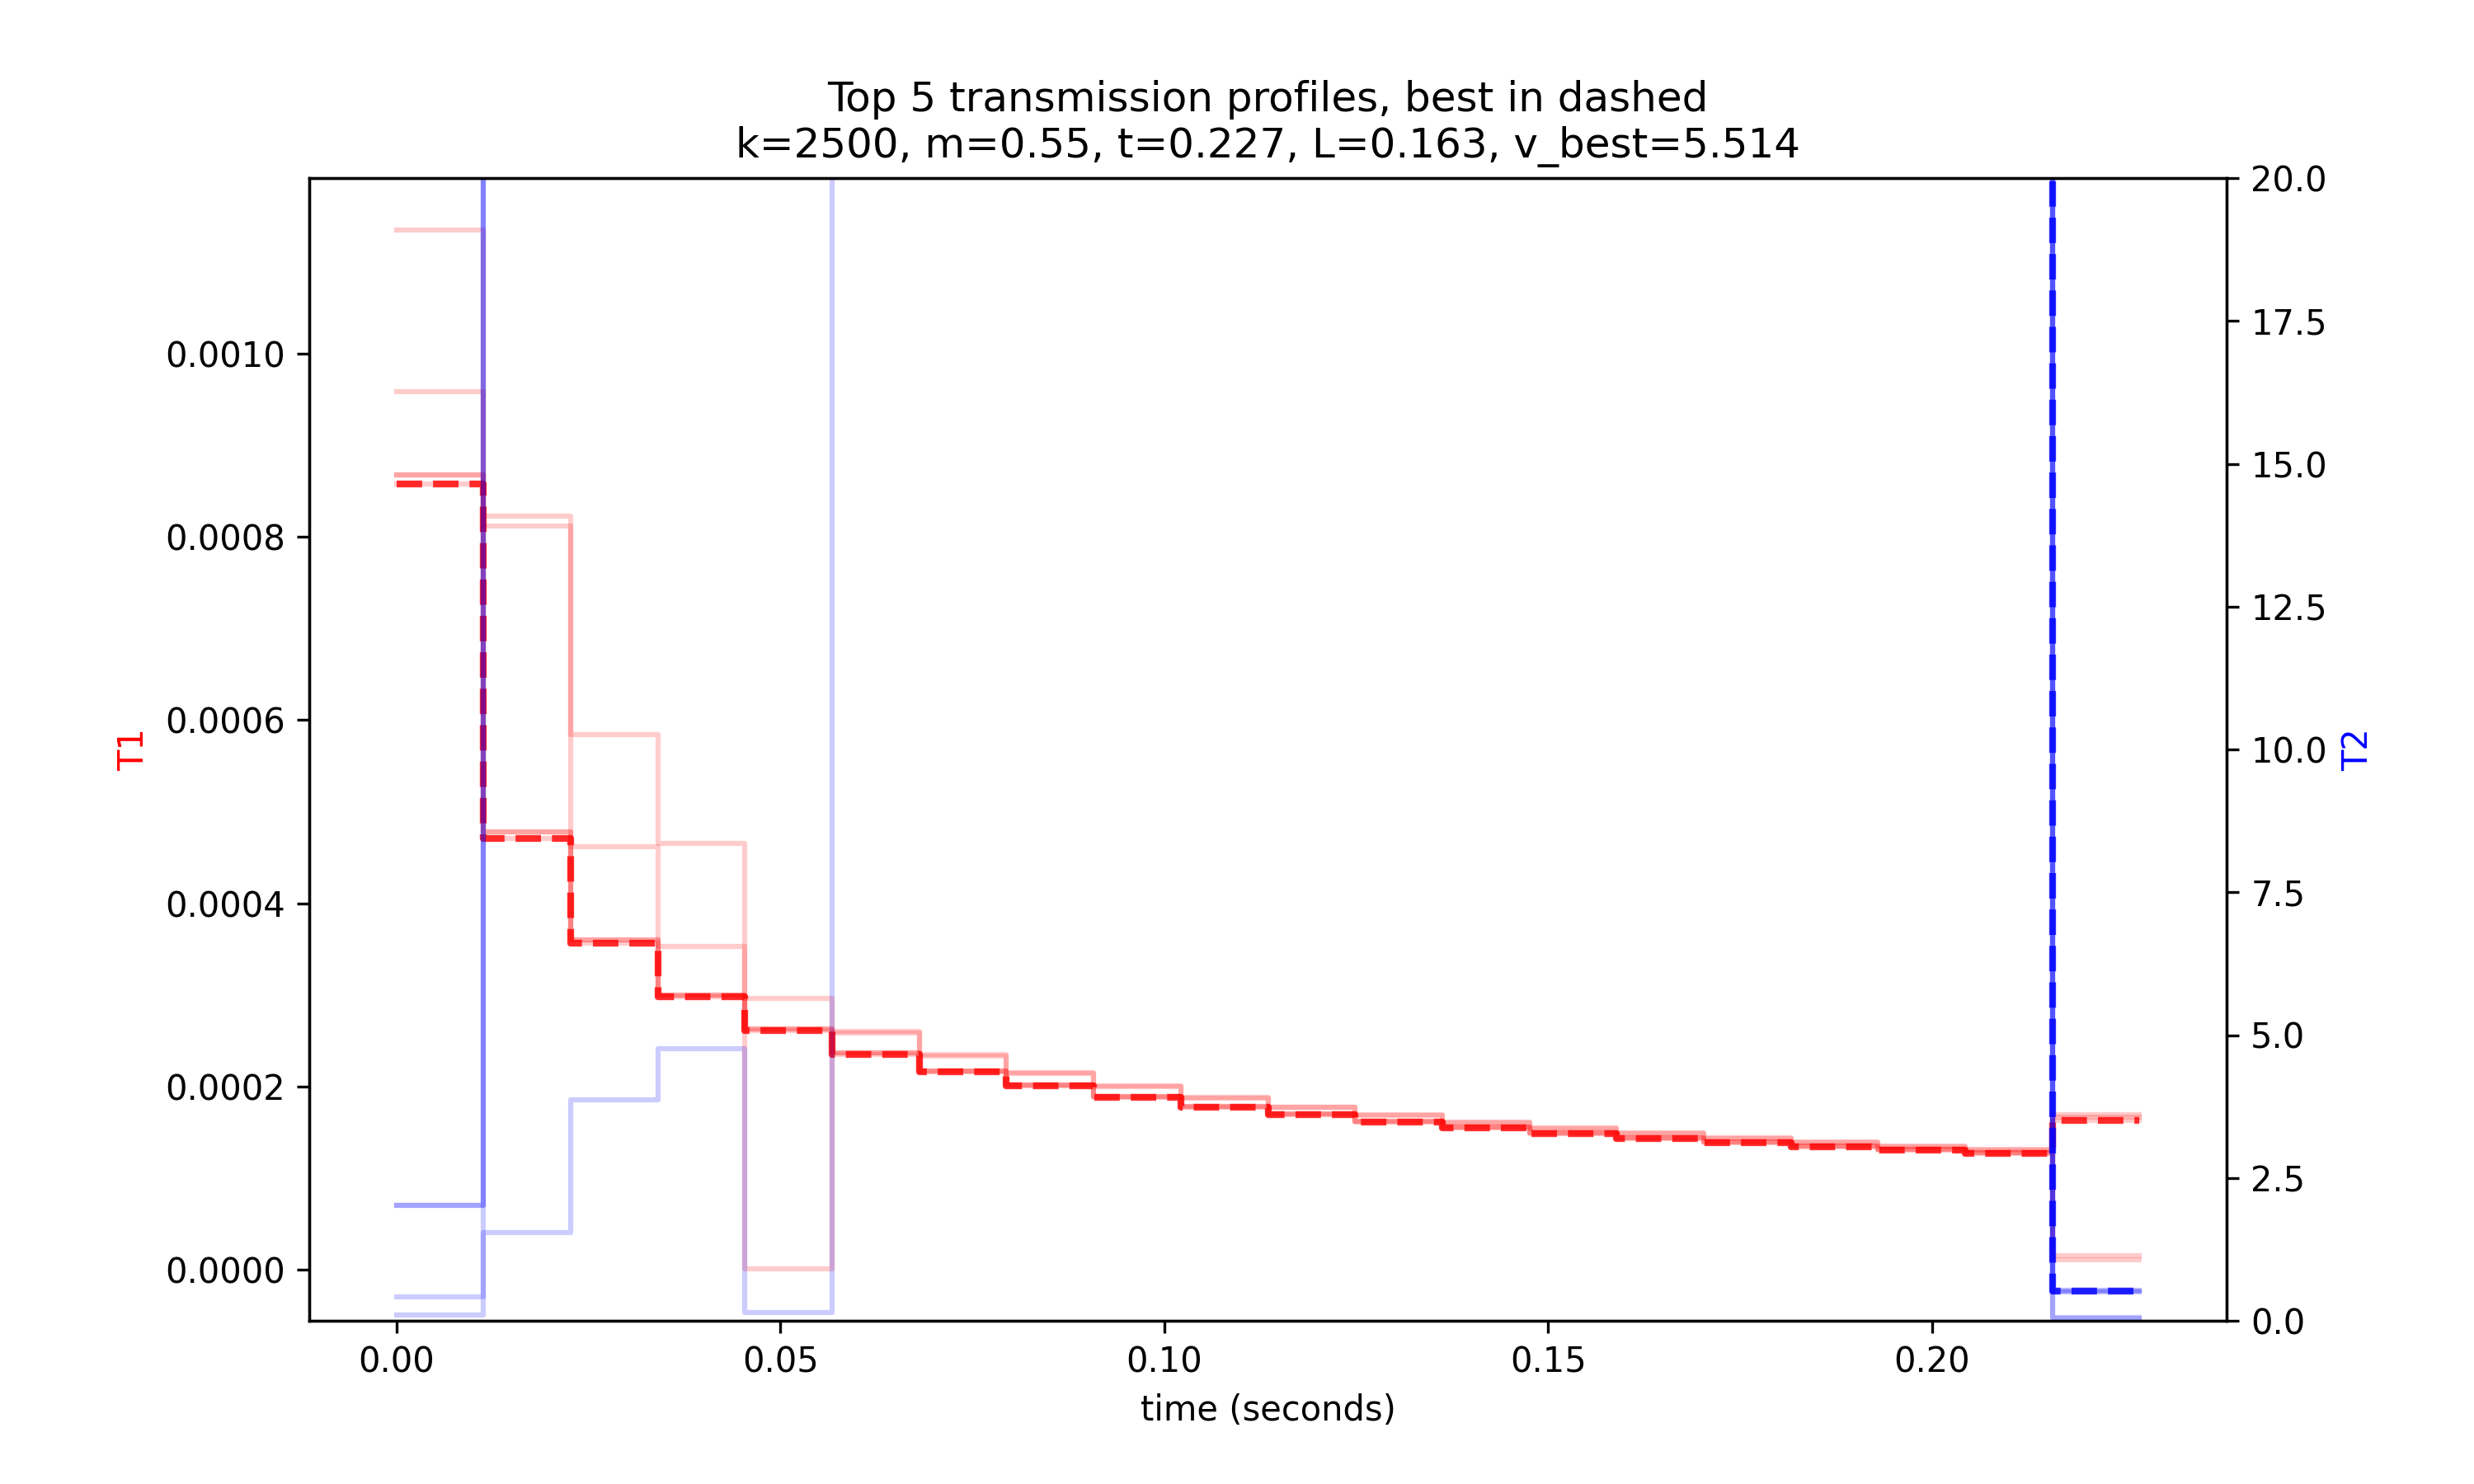 Top 5 transmission profiles, best in dashed
k=2500, m=0.55, t=0.227, L=0.163, v_best=5.514
T1
0.0010
0.0008
0.0006
0.0004
0.0002
0.0000
20.0
17.5
15.0
12.5
10.0
7.5
5.0
2.5
0.0
T2
0.00 0.05 0.10 0.15 0.20
time (seconds)